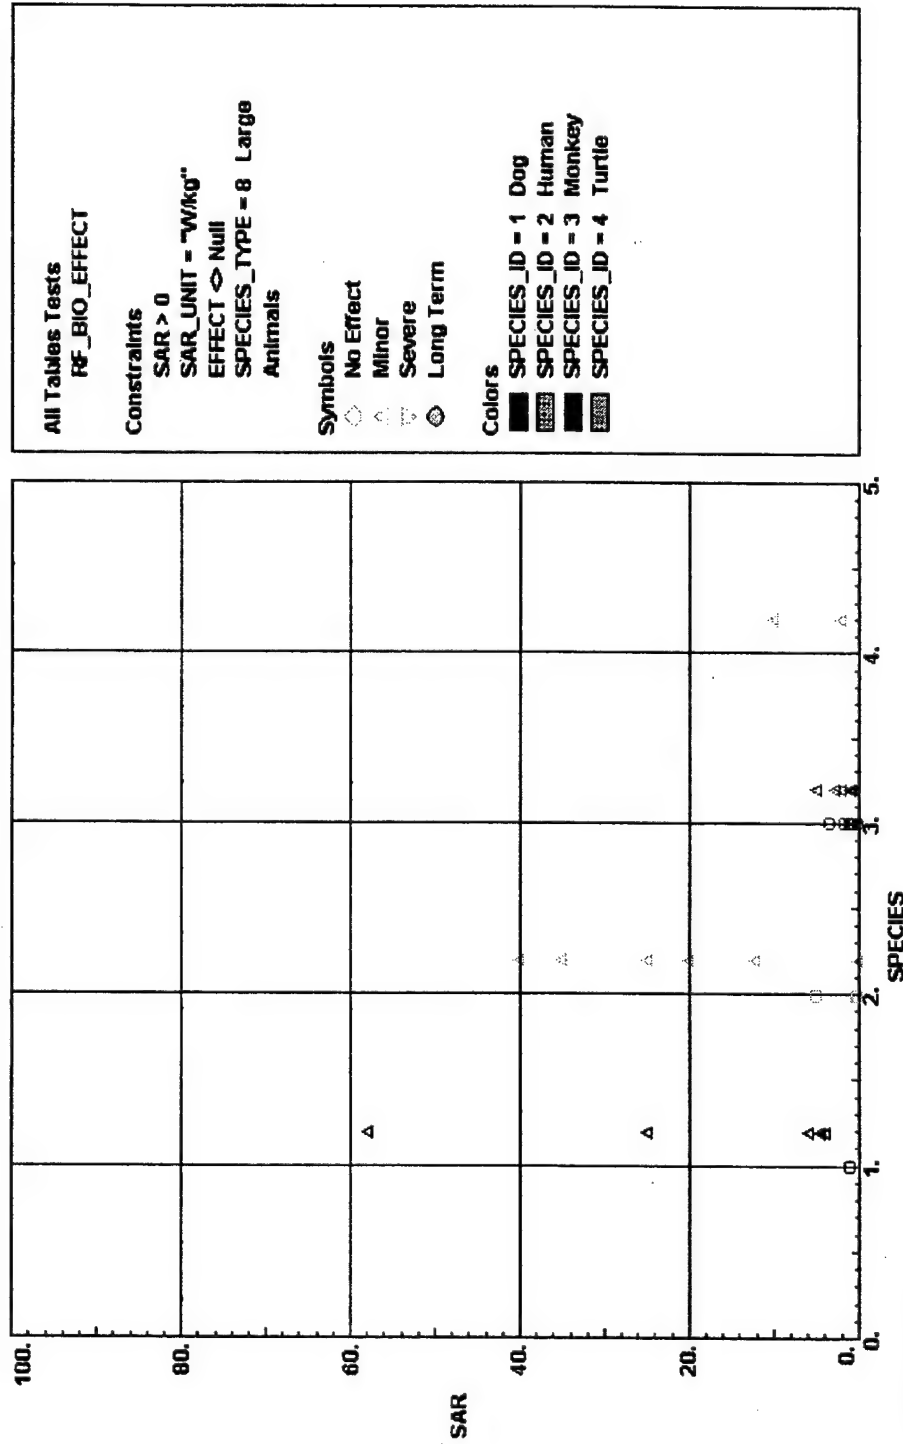 All Tables Tests
RF_BIO_EFFECT
Constraints
SAR > 0
SAR_UNIT = "W/kg"
EFFECT <> Null
SPECIES_TYPE = 8 Large
Animals
Symbols
No Effect
Minor
Severe
Long Term
Colors
SPECIES_ID = 1 Dog
SPECIES_ID = 2 Human
SPECIES_ID = 3 Monkey
SPECIES_ID = 4 Turtle
100.
80.
60.
40.
20.
0.
SAR
0. 1. 2. 3. 4. 5.
SPECIES